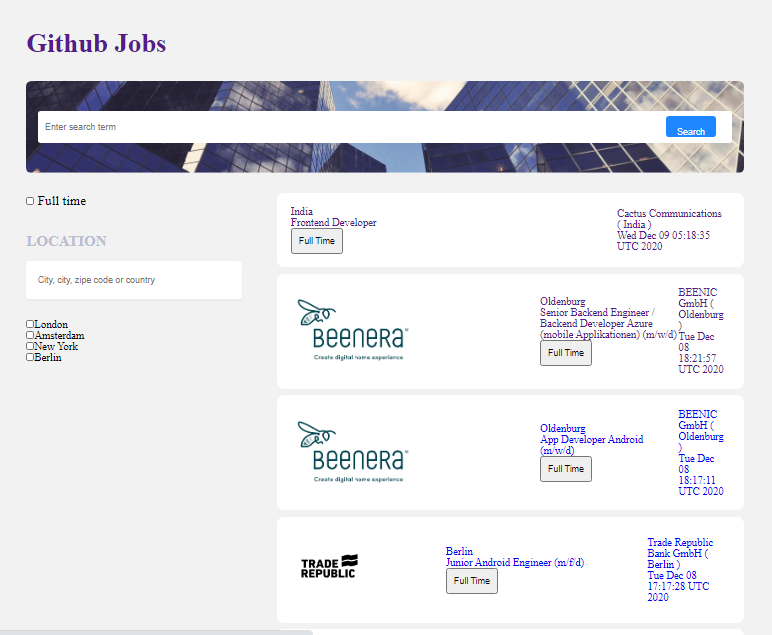 Github Jobs
Enter search term
Search
Full time
LOCATION
City, city, zipe code or country
London
Amsterdam
New York
Berlin
India
Frontend Developer
Full Time
Cactus Communications
( India )
Wed Dec 09 05:18:35
UTC 2020
BEENERA
Create digital home experience
Oldenburg
Senior Backend Engineer /
Backend Developer Azure
(mobile Applikationen) (m/w/d)
Full Time
BEENIC
GmbH (
Oldenburg
)
Tue Dec
08
18:21:57
UTC 2020
BEENERA
Create digital home experience
Oldenburg
App Developer Android
(m/w/d)
Full Time
BEENIC
GmbH (
Oldenburg
)
Tue Dec
08
18:17:11
UTC 2020
TRADE
REPUBLIC
Berlin
Junior Android Engineer (m/f/d)
Full Time
Trade Republic
Bank GmbH (
Berlin )
Tue Dec 08
17:17:28 UTC
2020